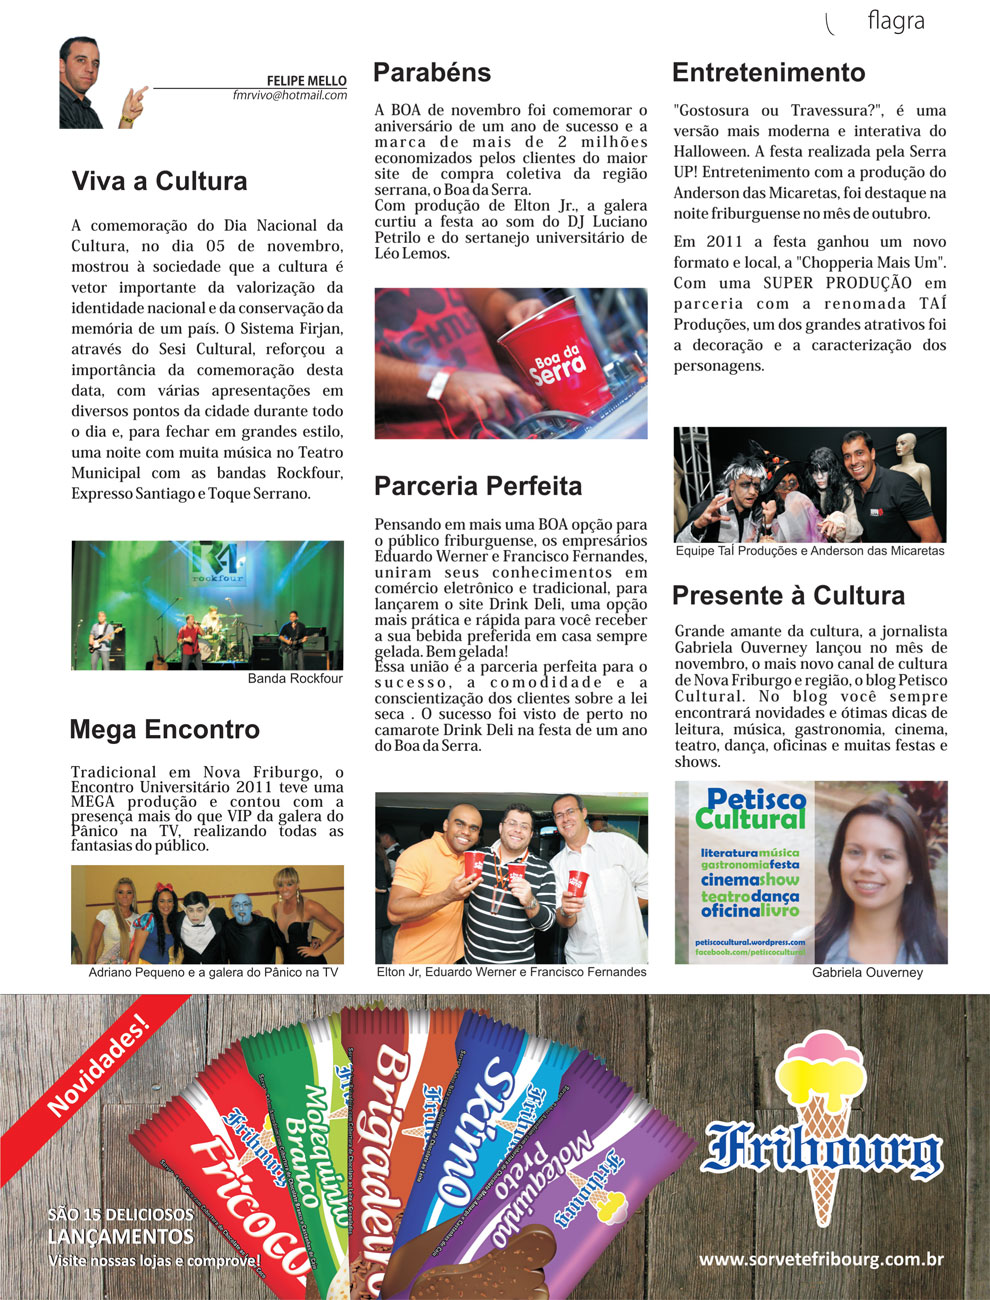 flagra
FELIPE MELLO
fmrvivo@hotmail.com
Viva a Cultura
A comemoração do Dia Nacional da
Cultura, no dia 05 de novembro,
mostrou à sociedade que a cultura é
vetor importante da valorização da
identidade nacional e da conservação da
memória de um país. O Sistema Firjan,
através do Sesi Cultural, reforçou a
importância da comemoração desta
data, com várias apresentações em
diversos pontos da cidade durante todo
o dia e, para fechar em grandes estilo,
uma noite com muita música no Teatro
Municipal com as bandas Rockfour,
Expresso Santiago e Toque Serrano.
R4
rockfour
Banda Rockfour
Mega Encontro
Tradicional em Nova Friburgo, o
Encontro Universitário 2011 teve uma
MEGA produção e contou com a
presença mais do que VIP da galera do
Pânico na TV, realizando todas as
fantasias do público.
Adriano Pequeno e a galera do Pânico na TV
Parabéns
A BOA de novembro foi comemorar o
aniversário de um ano de sucesso e a
marca de mais de 2 milhões
economizados pelos clientes do maior
site de compra coletiva da região
serrana, o Boa da Serra.
Com produção de Elton Jr., a galera
curtiu a festa ao som do DJ Luciano
Petrilo e do sertanejo universitário de
Léo Lemos.
Boa da
Serra
Parceria Perfeita
Pensando em mais uma BOA opção para
o público friburguense, os empresários
Eduardo Werner e Francisco Fernandes,
uniram seus conhecimentos em
comércio eletrônico e tradicional, para
lançarem o site Drink Deli, uma opção
mais prática e rápida para você receber
a sua bebida preferida em casa sempre
gelada. Bem gelada!
Essa união é a parceria perfeita para o
sucesso, a comodidade e a
conscientização dos clientes sobre a lei
seca . O sucesso foi visto de perto no
camarote Drink Deli na festa de um ano
do Boa da Serra.
Elton Jr, Eduardo Werner e Francisco Fernandes
Entretenimento
"Gostosura ou Travessura?", é uma
versão mais moderna e interativa do
Halloween. A festa realizada pela Serra
UP! Entretenimento com a produção do
Anderson das Micaretas, foi destaque na
noite friburguense no mês de outubro.
Em 2011 a festa ganhou um novo
formato e local, a "Chopperia Mais Um".
Com uma SUPER PRODUÇÃO em
parceria com a renomada TAÍ
Produções, um dos grandes atrativos foi
a decoração e a caracterização dos
personagens.
Equipe TaÍ Produções e Anderson das Micaretas
Presente à Cultura
Grande amante da cultura, a jornalista
Gabriela Ouverney lançou no mês de
novembro, o mais novo canal de cultura
de Nova Friburgo e região, o blog Petisco
Cultural. No blog você sempre
encontrará novidades e ótimas dicas de
leitura, música, gastronomia, cinema,
teatro, dança, oficinas e muitas festas e
shows.
Petisco
Cultural
literaturamúsica
gastronomiafesta
cinemashow
teatrodança
oficinalivro
petiscocultural.wordpress.com
facebook.com/petiscocultural
Gabriela Ouverney
Novidades!
Fribourg
Fricoco
Molequinho
Branco
Brigadeiro
Fribourg
Skimo
Molequinho
Preto
Fribourg
Fribourg
SÃO 15 DELICIOSOS
LANÇAMENTOS
Visite nossas lojas e comprove!
www.sorvetefribourg.com.br